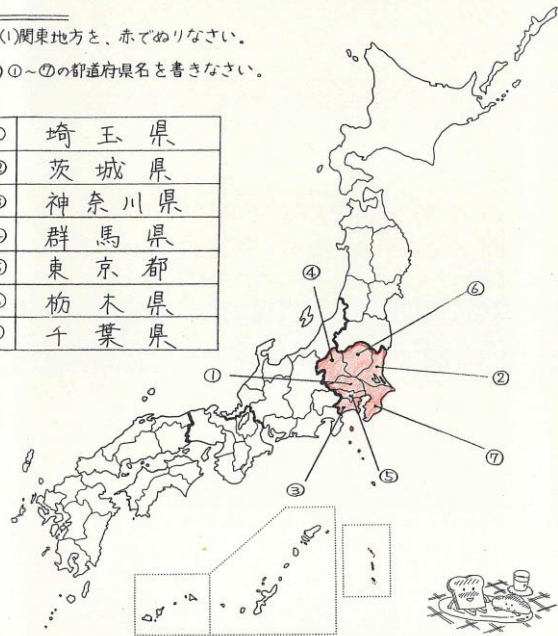 (1)関東地方を、赤でぬりなさい。
①~⑦の都道府県名を書きなさい。
埼玉県
茨城県
神奈川県
群馬県
東京都
栃木県
千葉県
④
⑥
①
②
⑦
③
⑤